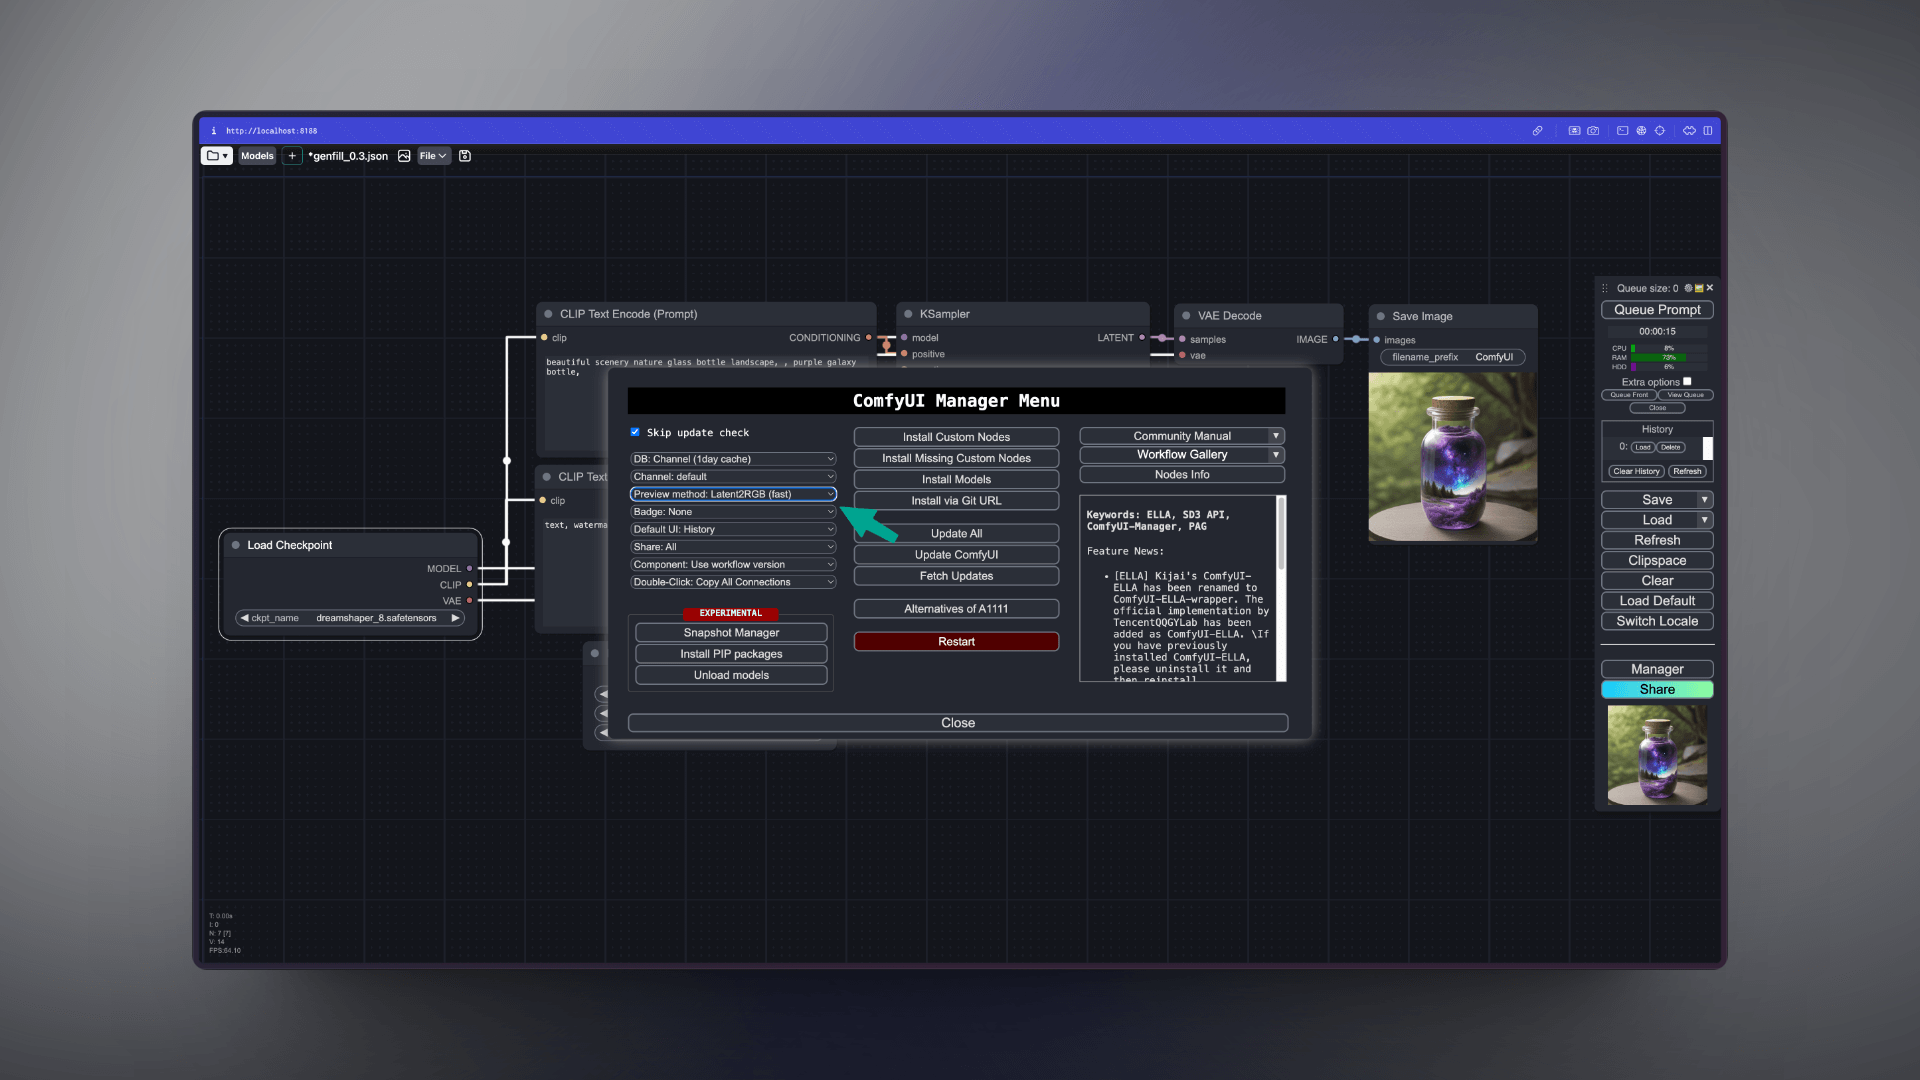 http://localhost:8188
Models
+
*genfill_0.3.json
File
CLIP Text Encode (Prompt)
clip
CONDITIONING
beautiful scenery nature glass bottle landscape, , purple galaxy
bottle,
KSampler
model
LATENT
positive
VAE Decode
samples
IMAGE
vae
Save Image
images
filename_prefix
ComfyUI
CLIP Text
clip
text, waterma
Load Checkpoint
MODEL
CLIP
VAE
ckpt_name
dreamshaper_8.safetensors
ComfyUI Manager Menu
Skip update check
DB: Channel (1day cache)
Channel: default
Preview method: Latent2RGB (fast)
Badge: None
Default UI: History
Share: All
Component: Use workflow version
Double-Click: Copy All Connections
EXPERIMENTAL
Snapshot Manager
Install PIP packages
Unload models
Install Custom Nodes
Install Missing Custom Nodes
Install Models
Install via Git URL
Update All
Update ComfyUI
Fetch Updates
Alternatives of A1111
Restart
Community Manual
Workflow Gallery
Nodes Info
Keywords: ELLA, SD3 API,
ComfyUI-Manager, PAG
Feature News:
• [ELLA] Kijai's ComfyUI-
ELLA has been renamed to
ComfyUI-ELLA-wrapper. The
official implementation by
TencentQQGYLab has been
added as ComfyUI-ELLA. \If
you have previously
installed ComfyUI-ELLA,
please uninstall it and
then reinstall
Close
Queue size: 0
Queue Prompt
00:00:15
CPU 8%
RAM 73%
HDD 6%
Extra options
Queue Front
View Queue
Close
History
0: Load Delete
Clear History
Refresh
Save
Load
Refresh
Clipspace
Clear
Load Default
Switch Locale
Manager
Share
T: 0.00s
I: 0
N: 7 [7]
V: 14
FPS:64.10